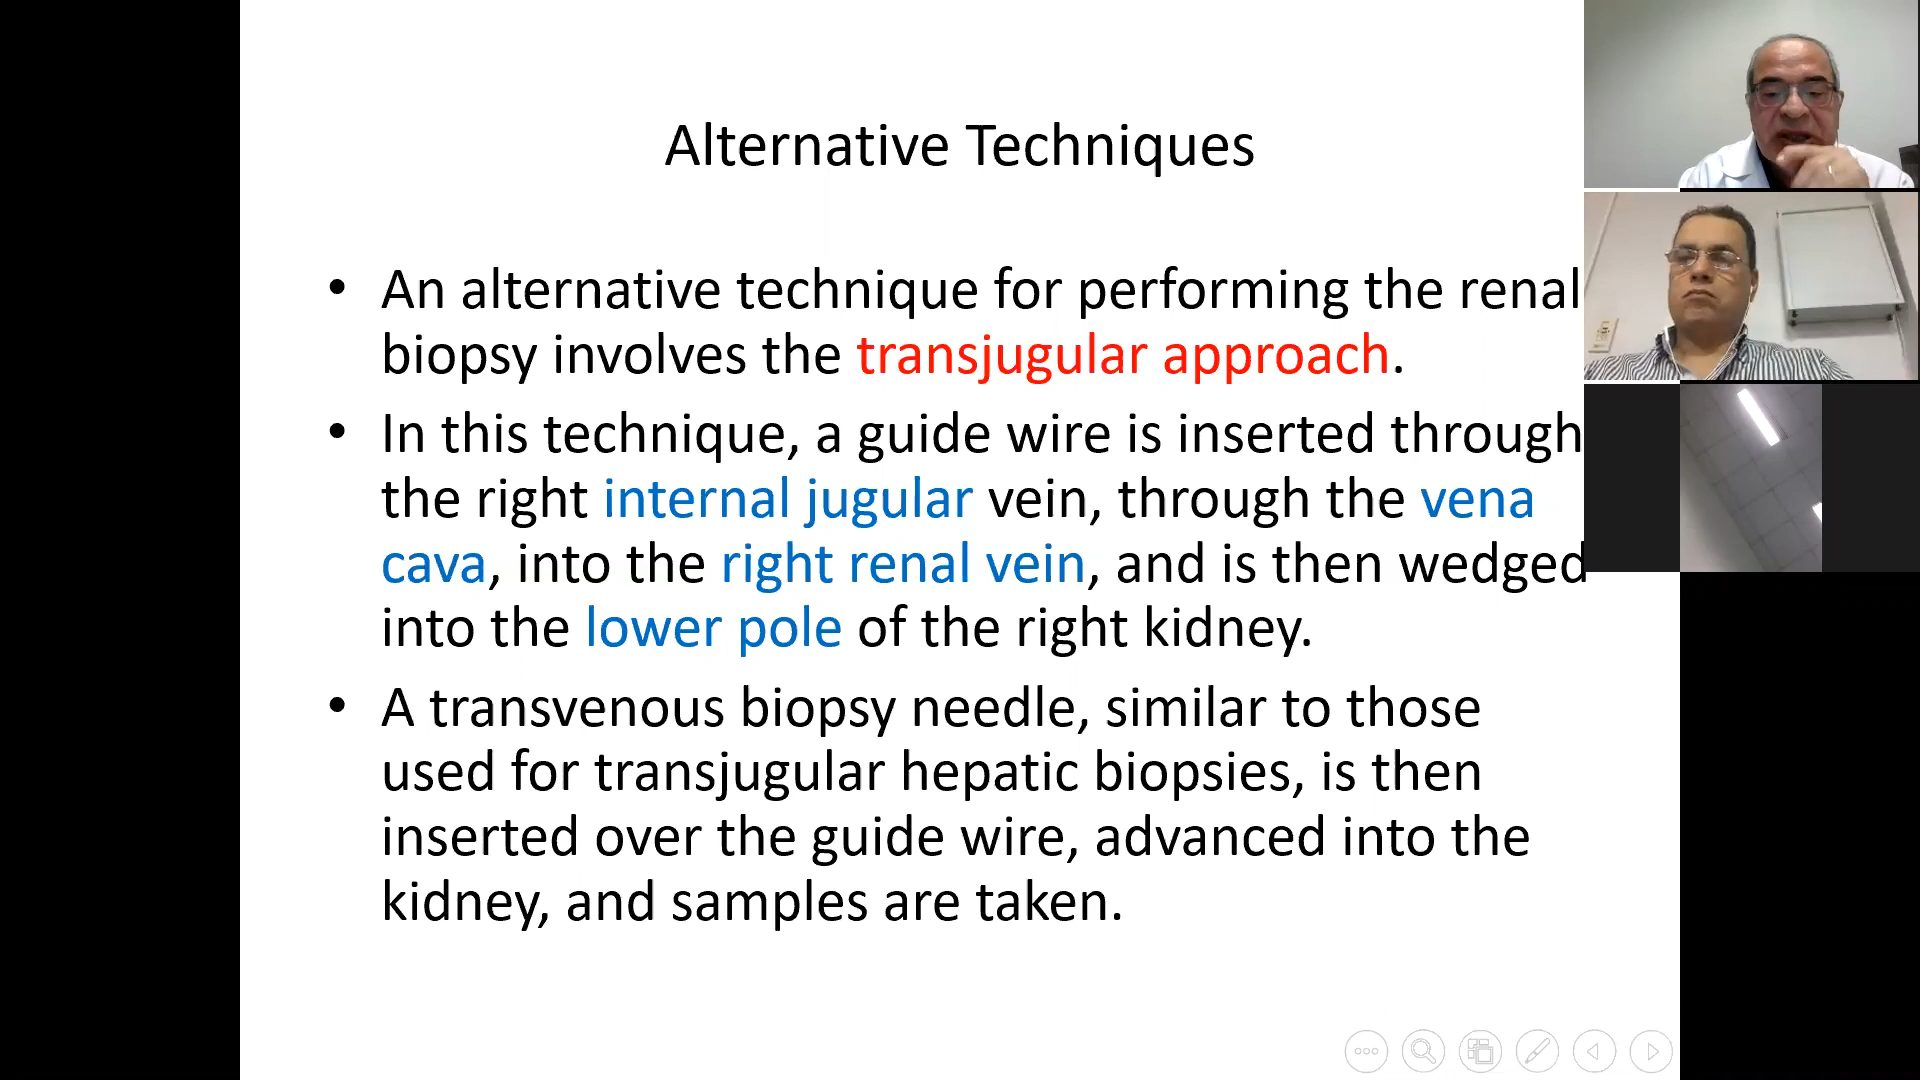 Alternative Techniques
• An alternative technique for performing the renal
biopsy involves the transjugular approach.
• In this technique, a guide wire is inserted through
the right internal jugular vein, through the vena
cava, into the right renal vein, and is then wedged
into the lower pole of the right kidney.
• A transvenous biopsy needle, similar to those
used for transjugular hepatic biopsies, is then
inserted over the guide wire, advanced into the
kidney, and samples are taken.